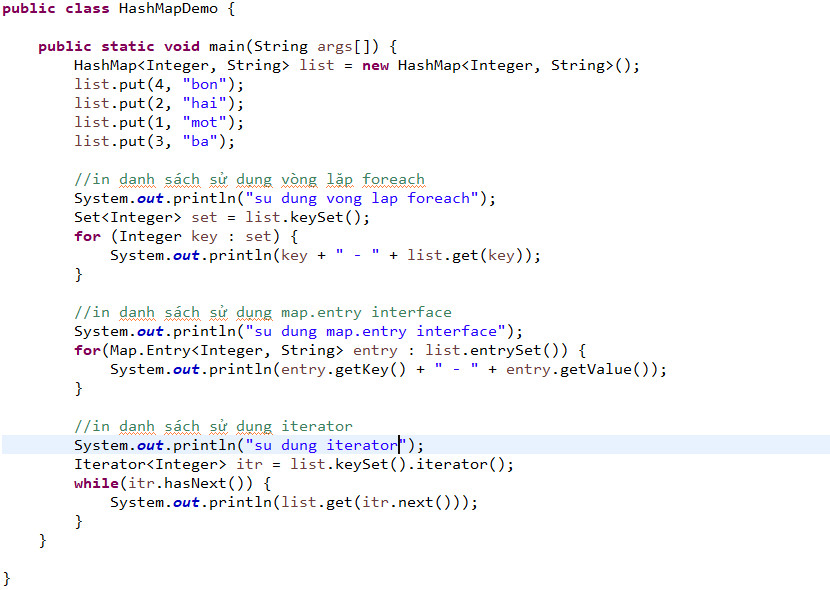 public class HashMapDemo {
public static void main(String args[]) {
HashMap<Integer, String> list = new HashMap<Integer, String>();
list.put(4, "bon");
list.put(2, "hai");
list.put(1, "mot");
list.put(3, "ba");
//in danh sách sử dụng vòng lặp foreach
System.out.println("su dung vong lap foreach");
Set<Integer> set = list.keySet();
for (Integer key : set) {
System.out.println(key + " - " + list.get(key));
}
//in danh sách sử dụng map.entry interface
System.out.println("su dung map.entry interface");
for(Map.Entry<Integer, String> entry : list.entrySet()) {
System.out.println(entry.getKey() + " - " + entry.getValue());
}
//in danh sách sử dụng iterator
System.out.println("su dung iterator");
Iterator<Integer> itr = list.keySet().iterator();
while(itr.hasNext()) {
System.out.println(list.get(itr.next()));
}
}
}